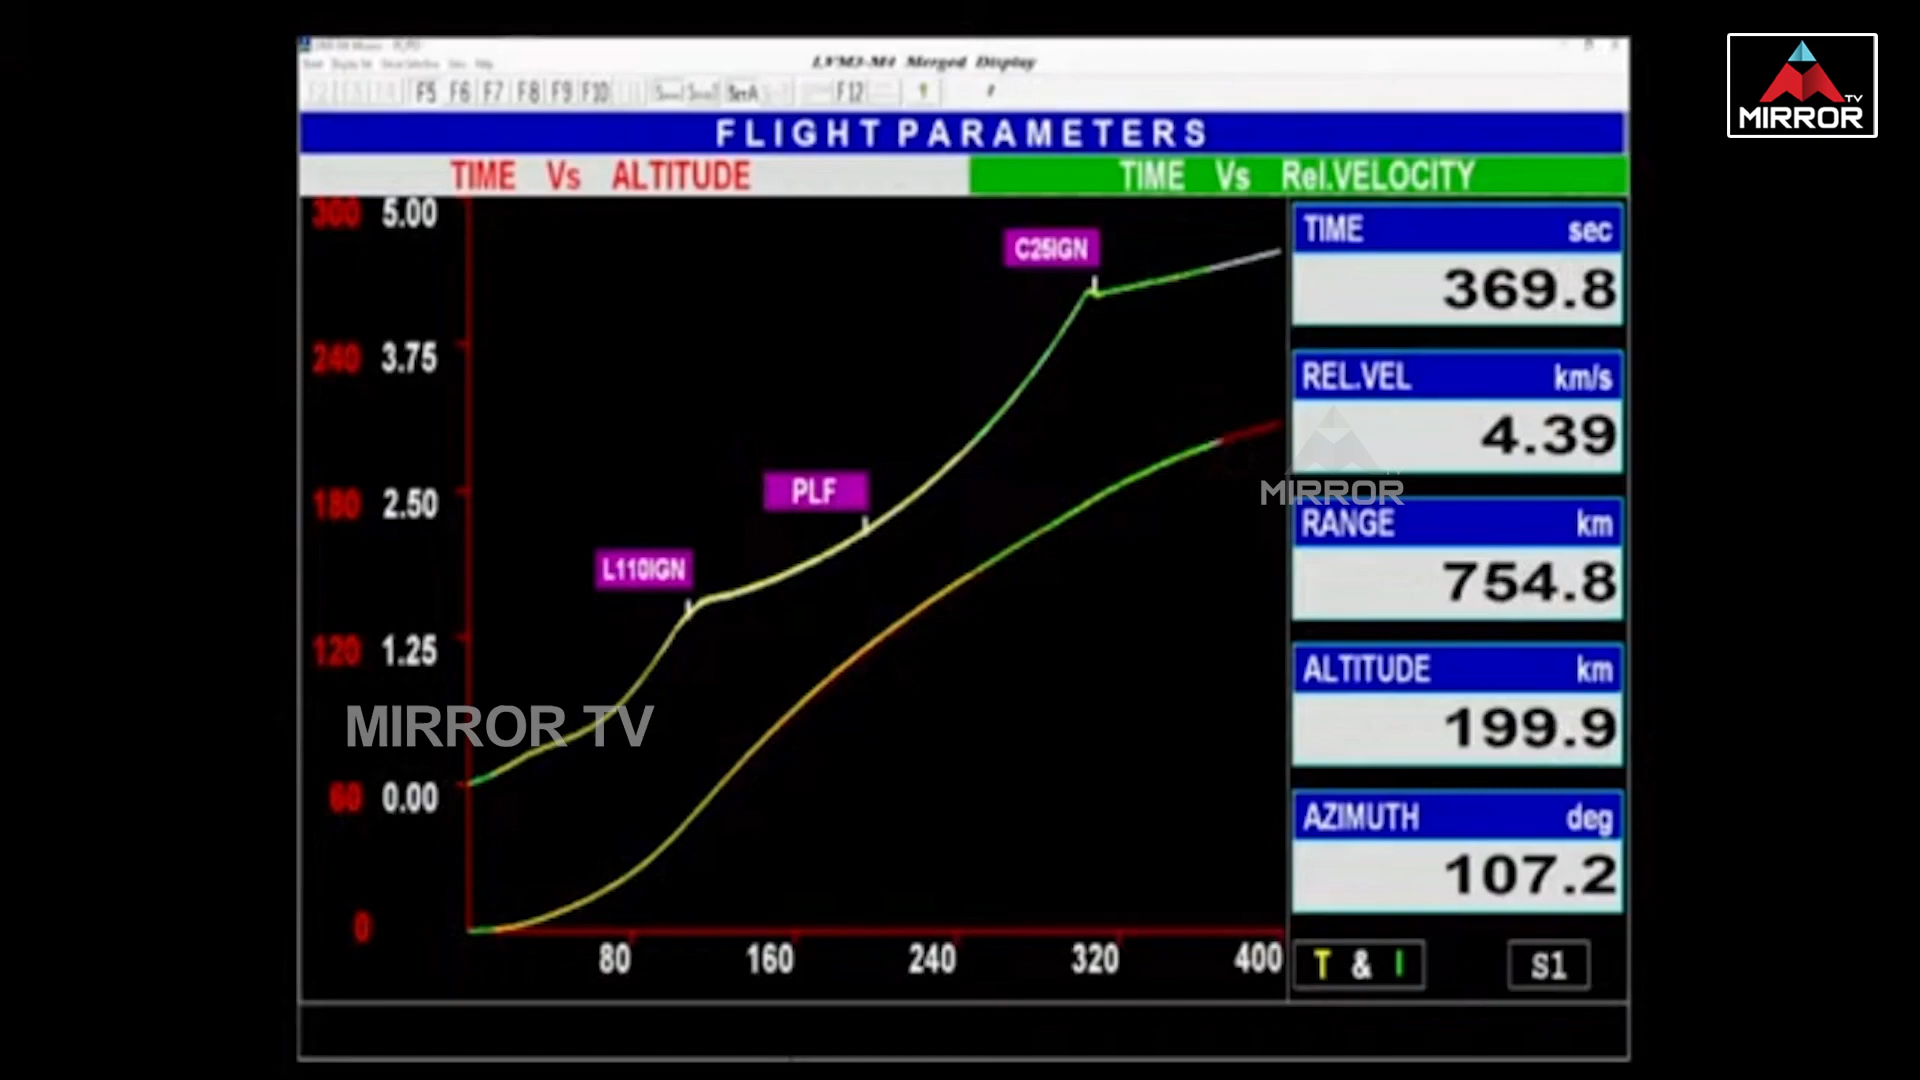 LVM3-M4 Merged Display
F5 F6 F7 F8 F9 F10 SetA F12
FLIGHT PARAMETERS
TIME Vs ALTITUDE
TIME Vs Rel.VELOCITY
300 5.00
240 3.75
180 2.50
120 1.25
60 0.00
0
80 160 240 320 400
C25IGN
PLF
L110IGN
TIME sec
369.8
REL.VEL km/s
4.39
RANGE km
754.8
ALTITUDE km
199.9
AZIMUTH deg
107.2
T & I
S1
MIRROR TV
MIRROR
MIRROR TV